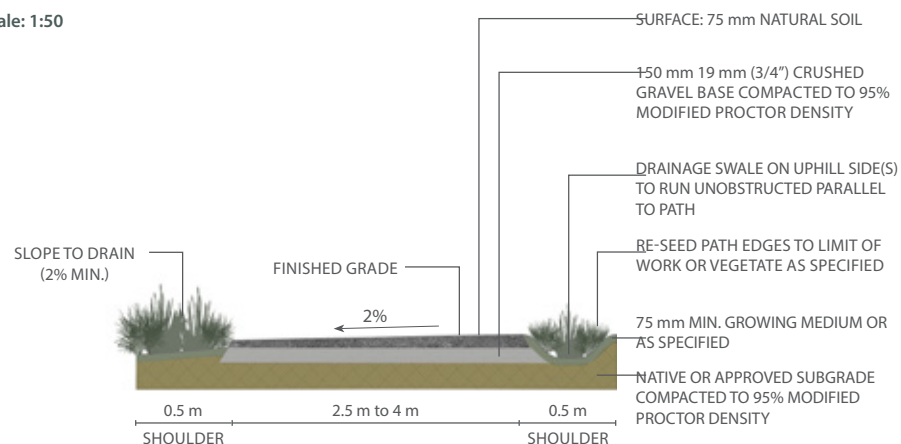 ale: 1:50
SURFACE: 75 mm NATURAL SOIL
150 mm 19 mm (3/4”) CRUSHED
GRAVEL BASE COMPACTED TO 95%
MODIFIED PROCTOR DENSITY
DRAINAGE SWALE ON UPHILL SIDE(S)
TO RUN UNOBSTRUCTED PARALLEL
TO PATH
SLOPE TO DRAIN
(2% MIN.)
FINISHED GRADE
RE-SEED PATH EDGES TO LIMIT OF
WORK OR VEGETATE AS SPECIFIED
2%
75 mm MIN. GROWING MEDIUM OR
AS SPECIFIED
NATIVE OR APPROVED SUBGRADE
COMPACTED TO 95% MODIFIED
PROCTOR DENSITY
0.5 m
2.5 m to 4 m
0.5 m
SHOULDER
SHOULDER